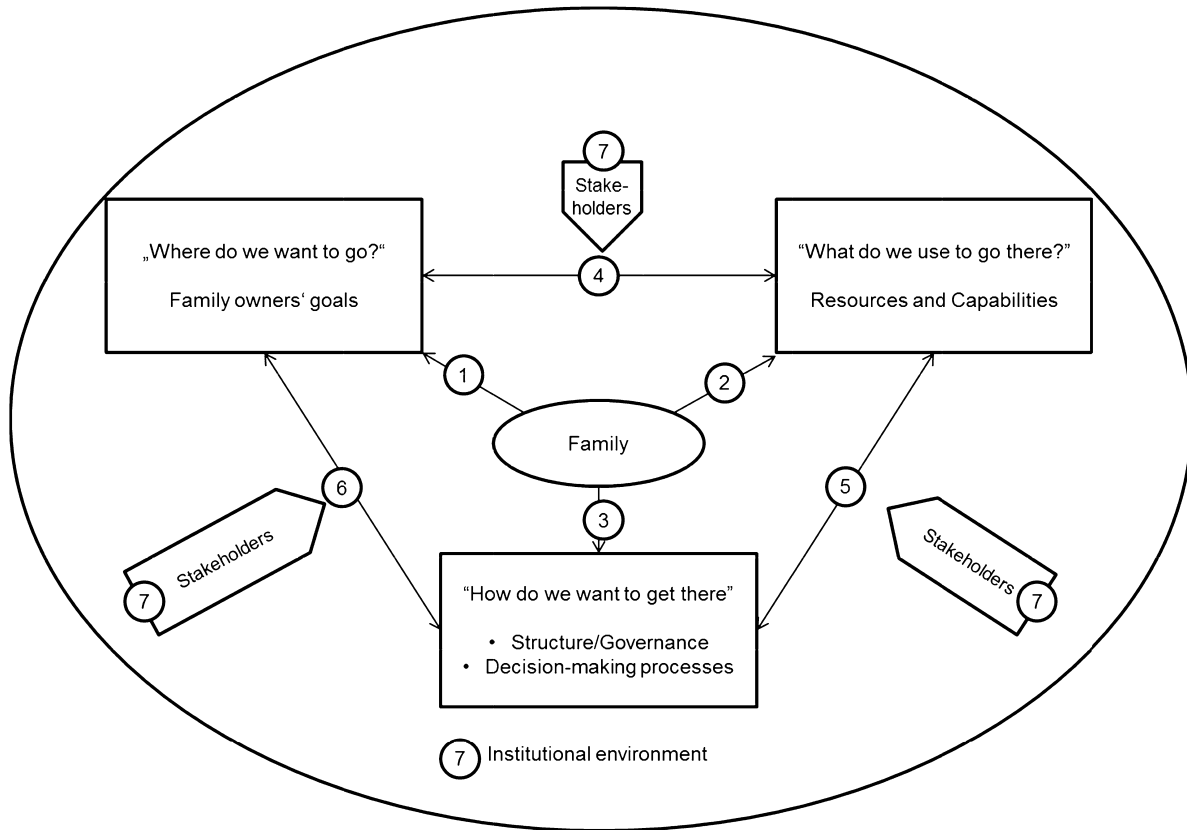 7
Stake-
holders
„Where do we want to go?“
Family owners‘ goals
4
“What do we use to go there?”
Resources and Capabilities
1
2
Family
3
6
5
Stakeholders
7
Stakeholders
7
“How do we want to get there”
• Structure/Governance
• Decision-making processes
7 Institutional environment